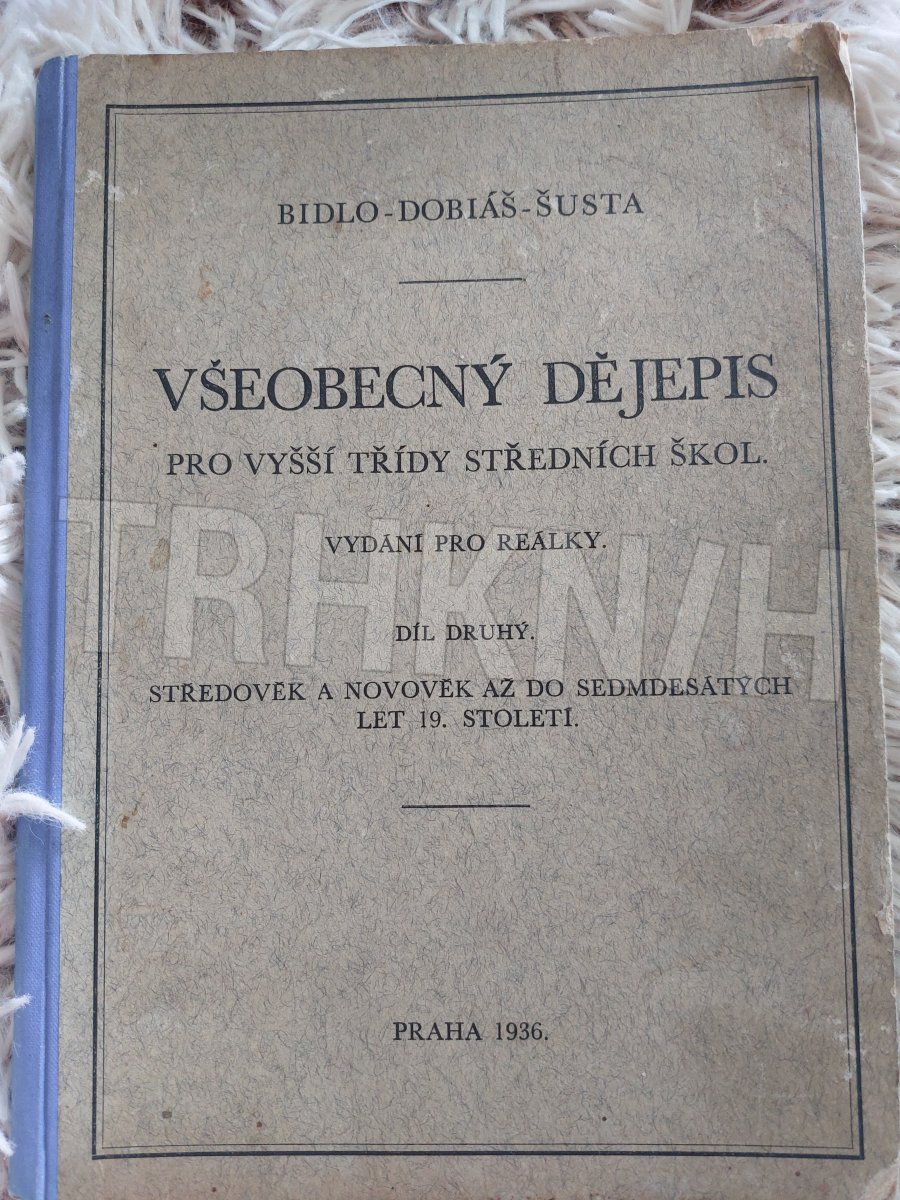 BIDLO-DOBIÁŠ-ŠUSTA
VŠEOBECNÝ DĚJEPIS
PRO VYŠŠÍ TŘÍDY STŘEDNÍCH ŠKOL.
VYDÁNÍ PRO REÁLKY.
TRHKNIH
DÍL DRUHÝ.
STŘEDOVĚK A NOVOVĚK AŽ DO SEDMDESÁTÝCH
LET 19. STOLETÍ.
PRAHA 1936.